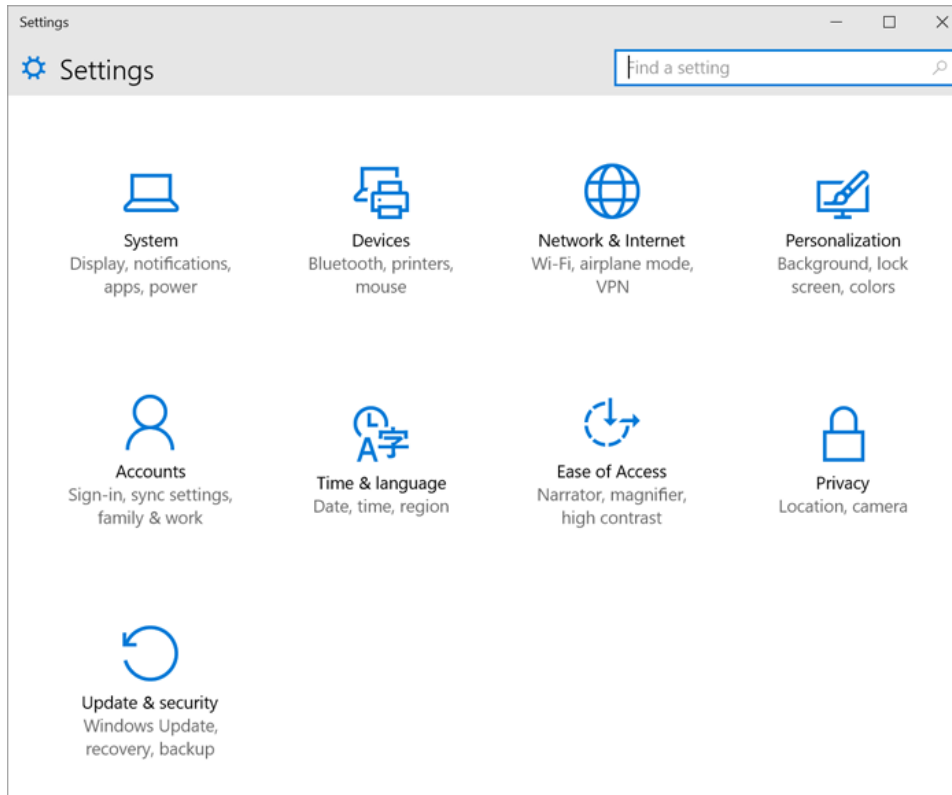 Settings
Settings
Find a setting
System
Display, notifications,
apps, power
Devices
Bluetooth, printers,
mouse
Network & Internet
Wi-Fi, airplane mode,
VPN
Personalization
Background, lock
screen, colors
Accounts
Sign-in, sync settings,
family & work
A字
Time & language
Date, time, region
Ease of Access
Narrator, magnifier,
high contrast
Privacy
Location, camera
Update & security
Windows Update,
recovery, backup